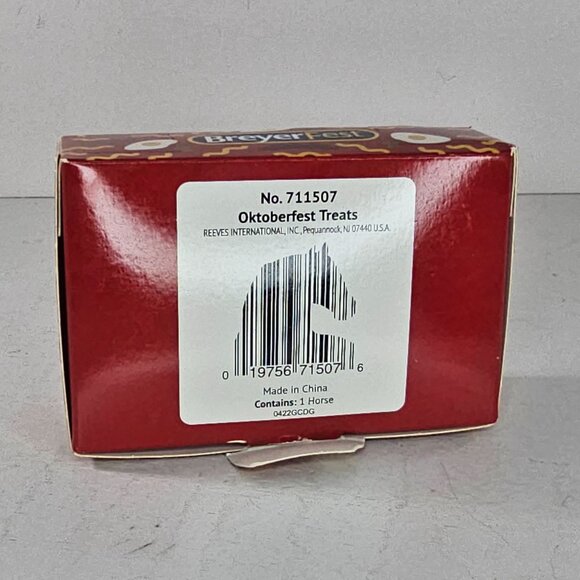 BreyerFest
No. 711507
Oktoberfest Treats
REEVES INTERNATIONAL, INC., Pequannock, NJ 07440 U.S.A.
0 19756 71507 6
Made in China
Contains: 1 Horse
0422GCDG